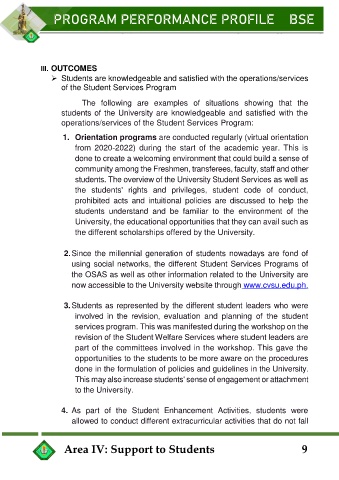 PROGRAM PERFORMANCE PROFILE BSE
III. OUTCOMES
➢ Students are knowledgeable and satisfied with the operations/services
of the Student Services Program
The following are examples of situations showing that the
students of the University are knowledgeable and satisfied with the
operations/services of the Student Services Program:
1. Orientation programs are conducted regularly (virtual orientation
from 2020-2022) during the start of the academic year. This is
done to create a welcoming environment that could build a sense of
community among the Freshmen, transferees, faculty, staff and other
students. The overview of the University Student Services as well as
the students' rights and privileges, student code of conduct,
prohibited acts and intuitional policies are discussed to help the
students understand and be familiar to the environment of the
University, the educational opportunities that they can avail such as
the different scholarships offered by the University.
2. Since the millennial generation of students nowadays are fond of
using social networks, the different Student Services Programs of
the OSAS as well as other information related to the University are
now accessible to the University website through www.cvsu.edu.ph.
3. Students as represented by the different student leaders who were
involved in the revision, evaluation and planning of the student
services program. This was manifested during the workshop on the
revision of the Student Welfare Services where student leaders are
part of the committees involved in the workshop. This gave the
opportunities to the students to be more aware on the procedures
done in the formulation of policies and guidelines in the University.
This may also increase students' sense of engagement or attachment
to the University.
4. As part of the Student Enhancement Activities, students were
allowed to conduct different extracurricular activities that do not fall
Area IV: Support to Students 9